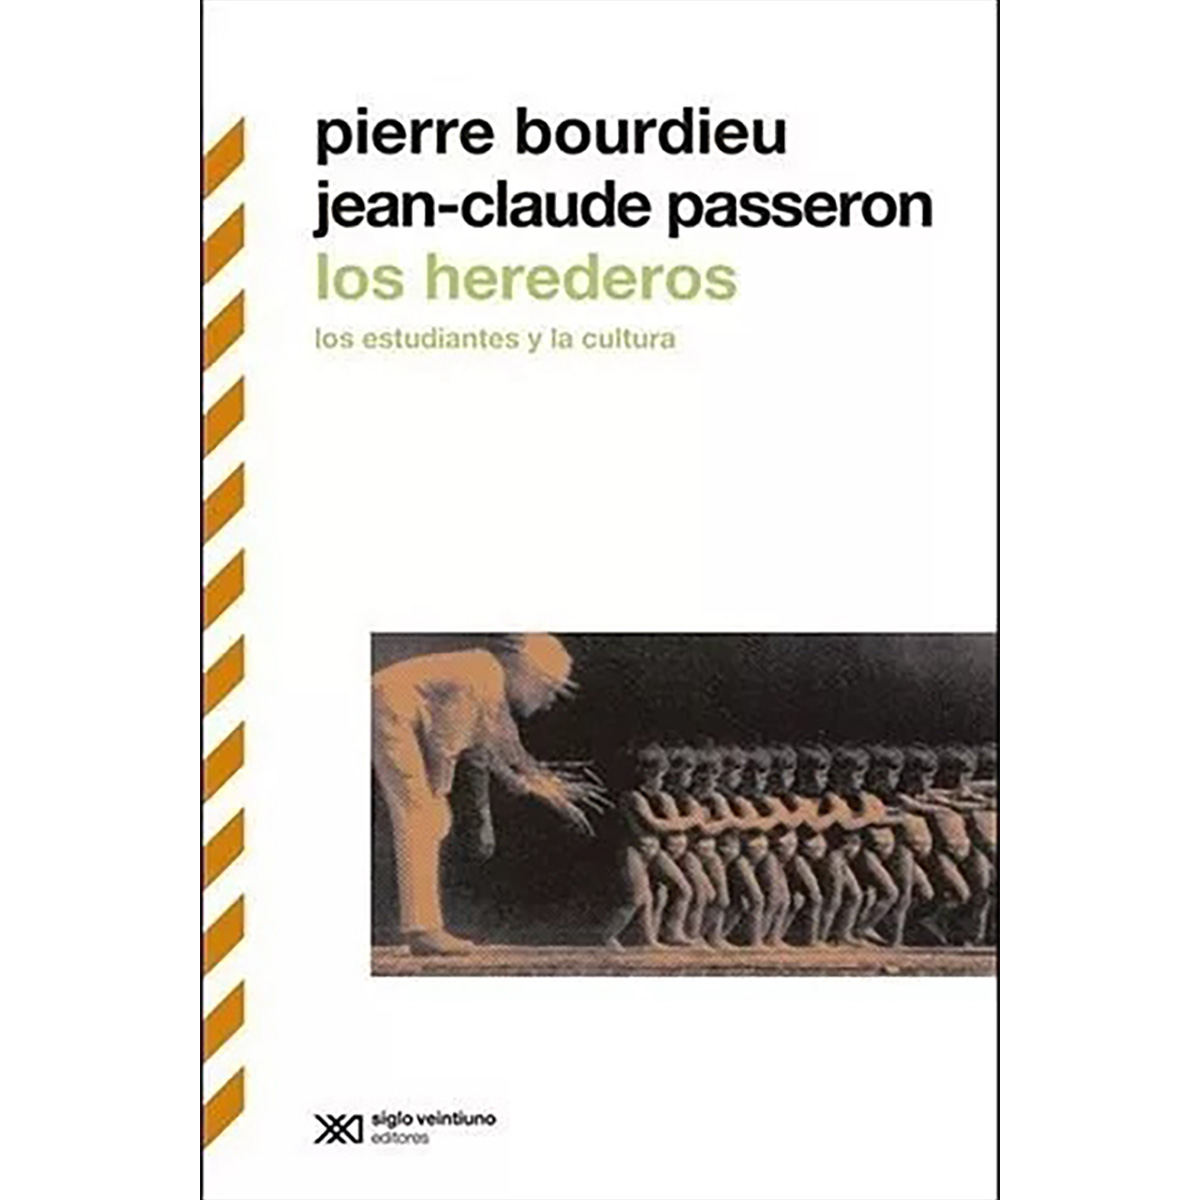 pierre bourdieu
jean-claude passeron
los herederos
los estudiantes y la cultura
siglo veintiuno
editores